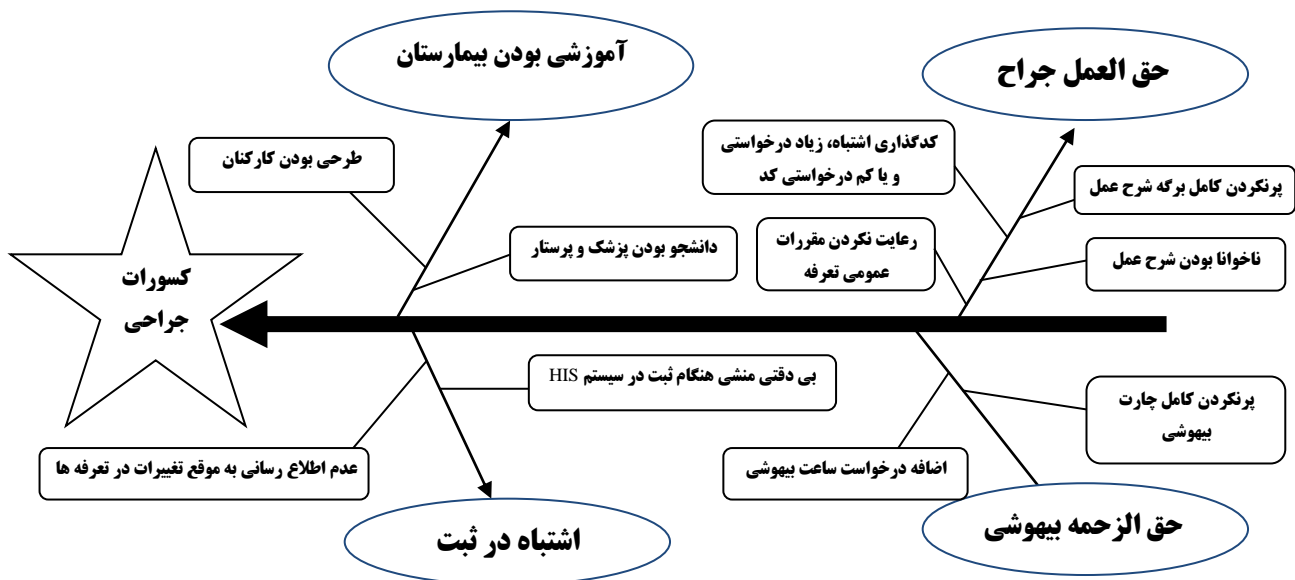 حق العمل جراح
آموزشی بودن بیمارستان
کدگذاری اشتباه، زیاد درخواستی
و یا کم درخواستی کد
پرنکردن کامل برگه شرح عمل
رعایت نکردن مقررات
عمومی تعرفه
ناخوانا بودن شرح عمل
طرحی بودن کارکنان
دانشجو بودن پزشک و پرستار
کسورات
جراحی
بی دقتی منشی هنگام ثبت در سیستم HIS
عدم اطلاع رسانی به موقع تغییرات در تعرفه ها
پرنکردن کامل چارت
بیهوشی
اضافه درخواست ساعت بیهوشی
حق الزحمه بیهوشی
اشتباه در ثبت